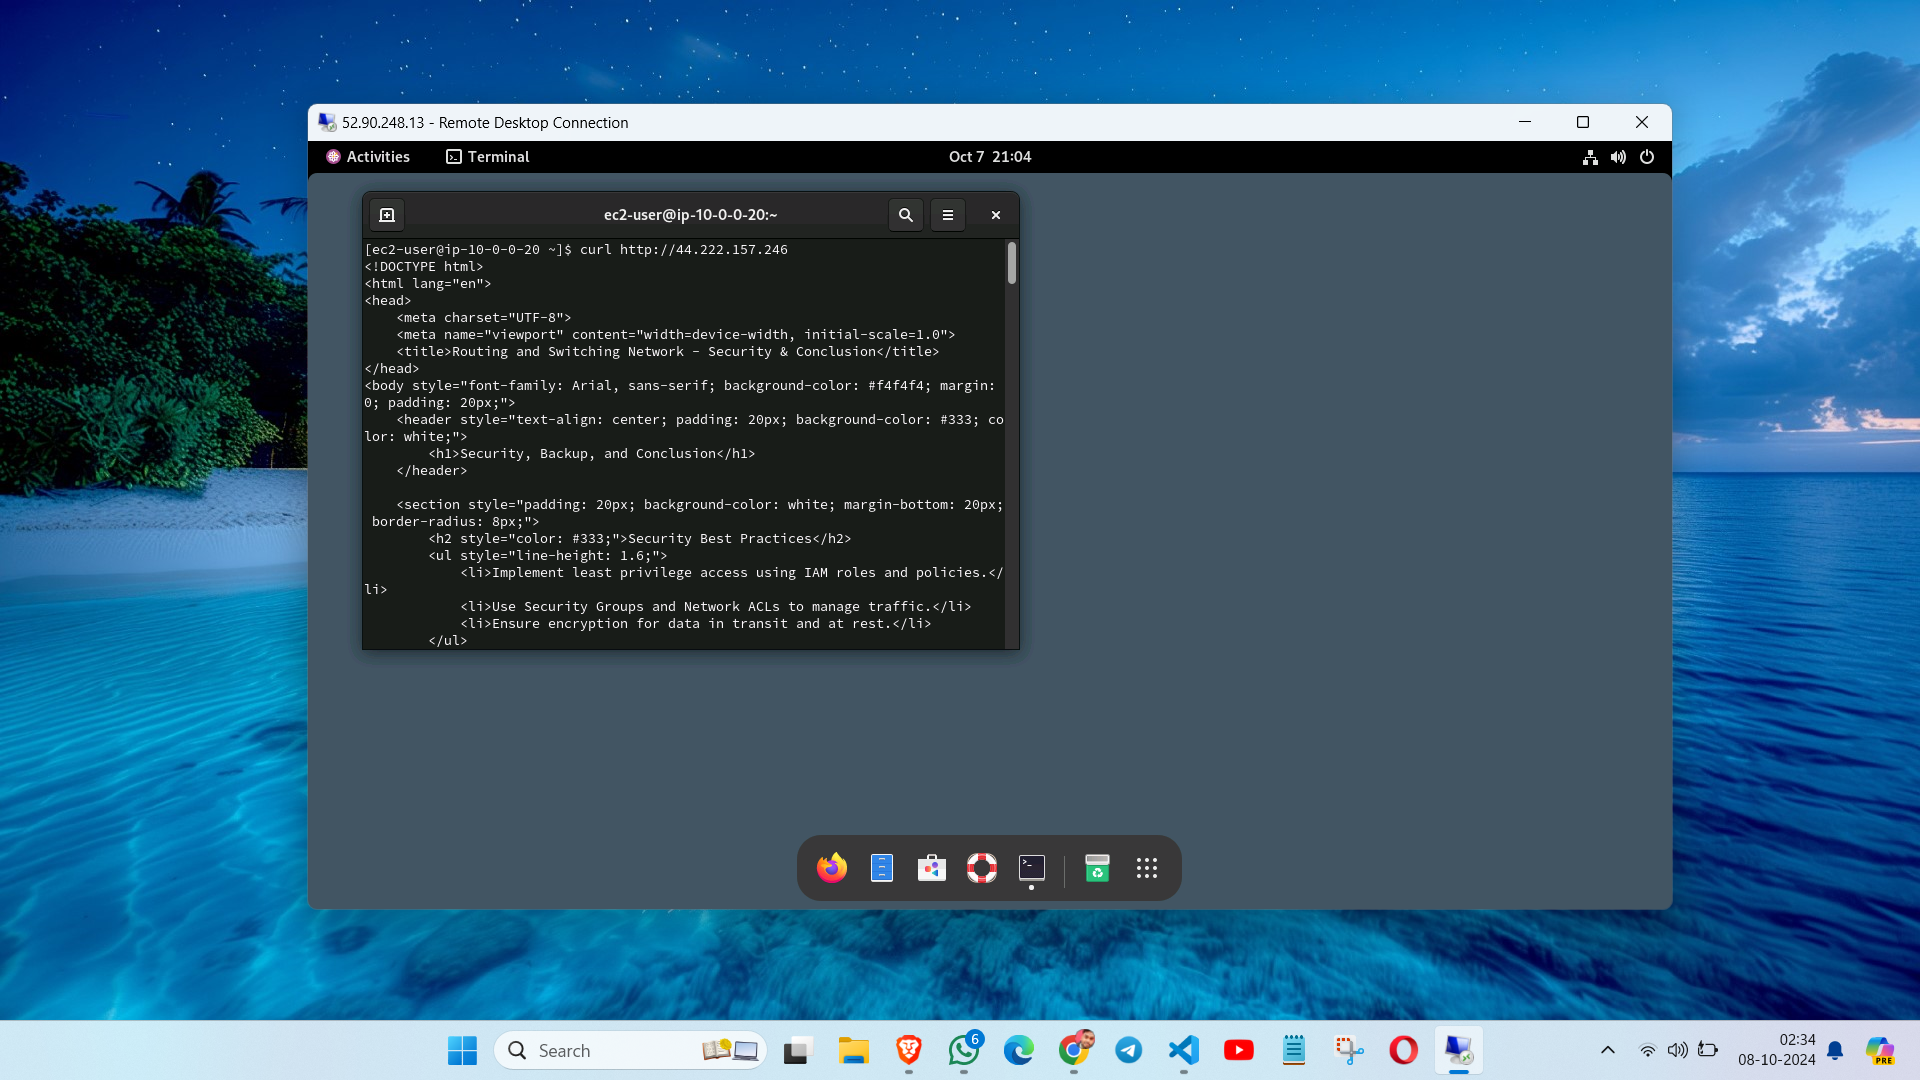 52.90.248.13 - Remote Desktop Connection
Activities
Terminal
Oct 7 21:04
ec2-user@ip-10-0-0-20:~
[ec2-user@ip-10-0-0-20 ~]$ curl http://44.222.157.246
<!DOCTYPE html>
<html lang="en">
<head>
    <meta charset="UTF-8">
    <meta name="viewport" content="width=device-width, initial-scale=1.0">
    <title>Routing and Switching Network - Security & Conclusion</title>
</head>
<body style="font-family: Arial, sans-serif; background-color: #f4f4f4; margin:
0; padding: 20px;">
    <header style="text-align: center; padding: 20px; background-color: #333; co
lor: white;">
        <h1>Security, Backup, and Conclusion</h1>
    </header>
    <section style="padding: 20px; background-color: white; margin-bottom: 20px;
 border-radius: 8px;">
        <h2 style="color: #333;">Security Best Practices</h2>
        <ul style="line-height: 1.6;">
            <li>Implement least privilege access using IAM roles and policies.</
li>
            <li>Use Security Groups and Network ACLs to manage traffic.</li>
            <li>Ensure encryption for data in transit and at rest.</li>
        </ul>
Search
6
02:34
08-10-2024
PRE